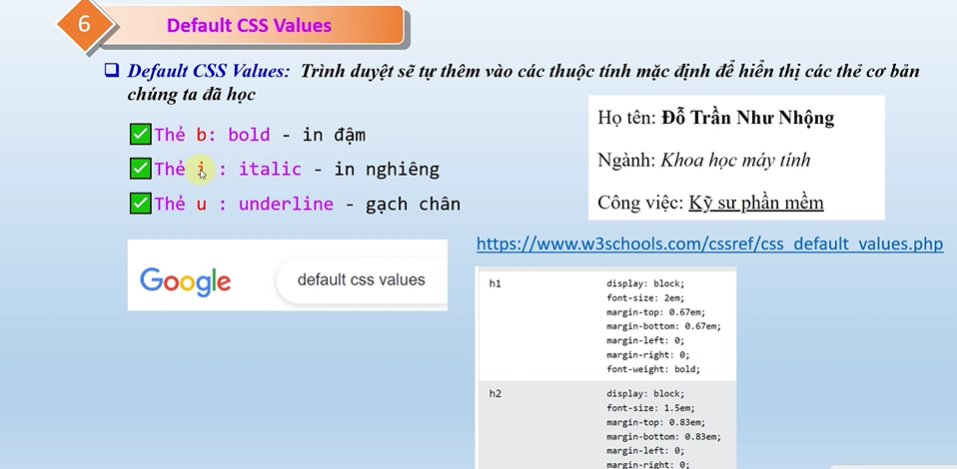 6
Default CSS Values
Default CSS Values: Trình duyệt sẽ tự thêm vào các thuộc tính mặc định để hiển thị các thẻ cơ bản
chúng ta đã học
Thẻ b: bold - in đậm
Thẻ i : italic - in nghiêng
Thẻ u : underline - gạch chân
Họ tên: Đỗ Trần Như Nhộng
Ngành: Khoa học máy tính
Công việc: Kỹ sư phần mềm
https://www.w3schools.com/cssref/css_default_values.php
Google
default css values
h1
display: block;
font-size: 2em;
margin-top: 0.67em;
margin-bottom: 0.67em;
margin-left: 0;
margin-right: 0;
font-weight: bold;
h2
display: block;
font-size: 1.5em;
margin-top: 0.83em;
margin-bottom: 0.83em;
margin-left: 0;
margin-right: 0;